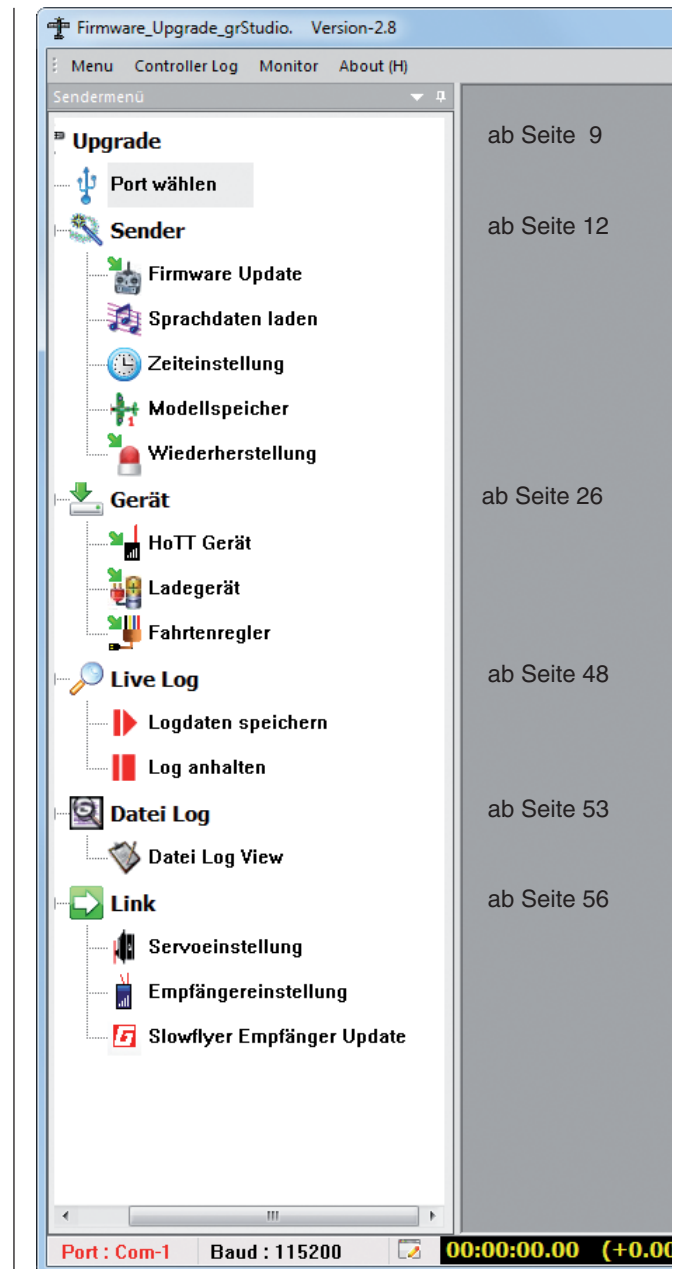 Firmware_Upgrade_grStudio. Version-2.8
Menu Controller Log Monitor About (H)
Sendermenü
Upgrade ab Seite 9
Port wählen
Sender ab Seite 12
Firmware Update
Sprachdaten laden
Zeiteinstellung
Modellspeicher
Wiederherstellung
Gerät ab Seite 26
HoTT Gerät
Ladegerät
Fahrtenregler
Live Log ab Seite 48
Logdaten speichern
Log anhalten
Datei Log ab Seite 53
Datei Log View
Link ab Seite 56
Servoeinstellung
Empfängereinstellung
Slowflyer Empfänger Update
Port : Com-1 Baud : 115200 00:00:00.00 (+0.00